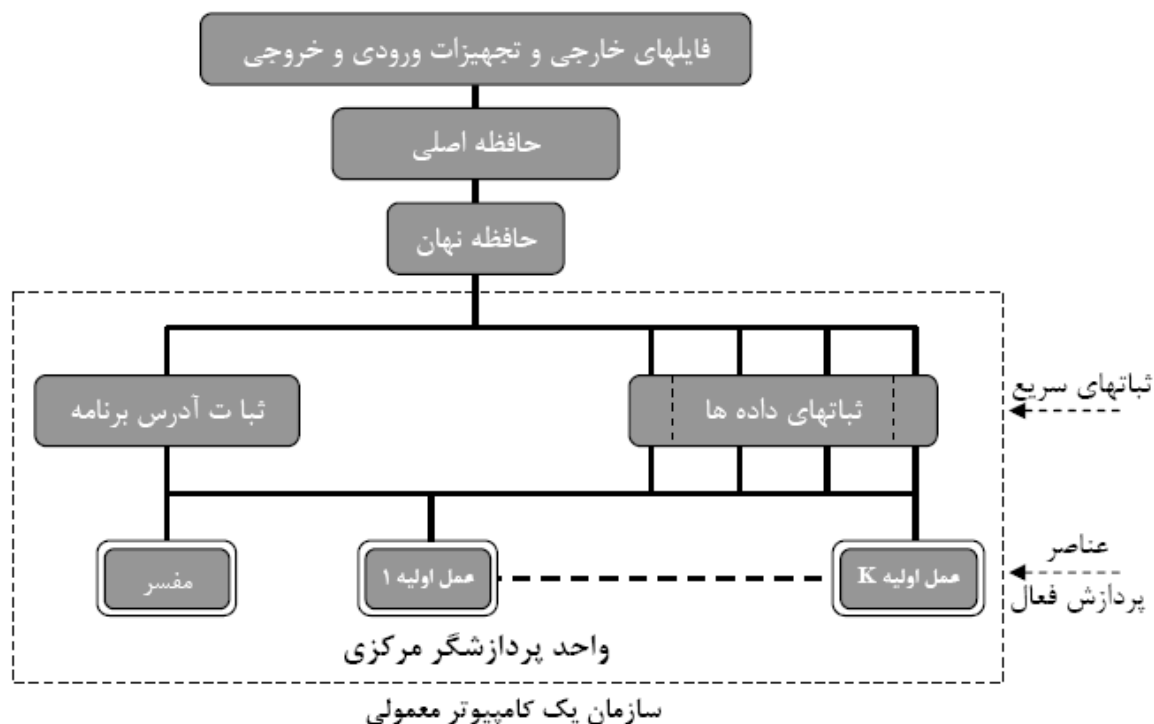 فایلهای خارجی و تجهیزات ورودی و خروجی
حافظه اصلی
حافظه نهان
ثبا ت آدرس برنامه
ثباتهای داده ها
ثباتهای سریع
مفسر
عمل اولیه ۱
عمل اولیه K
عناصر
پردازش فعال
واحد پردازشگر مرکزی
سازمان یک کامپیوتر معمولی